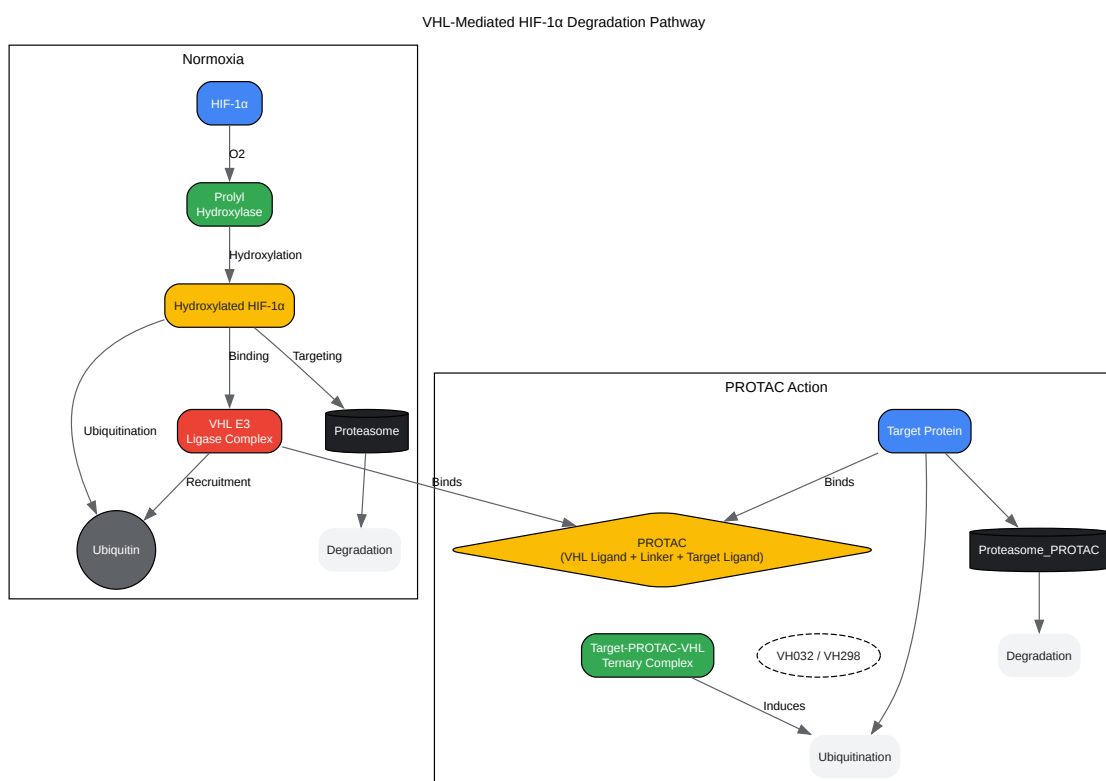 VHL-Mediated HIF-1α Degradation Pathway
Normoxia
HIF-1α
O2
Prolyl
Hydroxylase
Hydroxylation
Hydroxylated HIF-1α
Binding
Targeting
Ubiquitination
VHL E3
Ligase Complex
Proteasome
Recruitment
Ubiquitin
Degradation
PROTAC Action
Target Protein
Binds
Binds
PROTAC
(VHL Ligand + Linker + Target Ligand)
Proteasome_PROTAC
Target-PROTAC-VHL
Ternary Complex
VH032 / VH298
Degradation
Induces
Ubiquitination